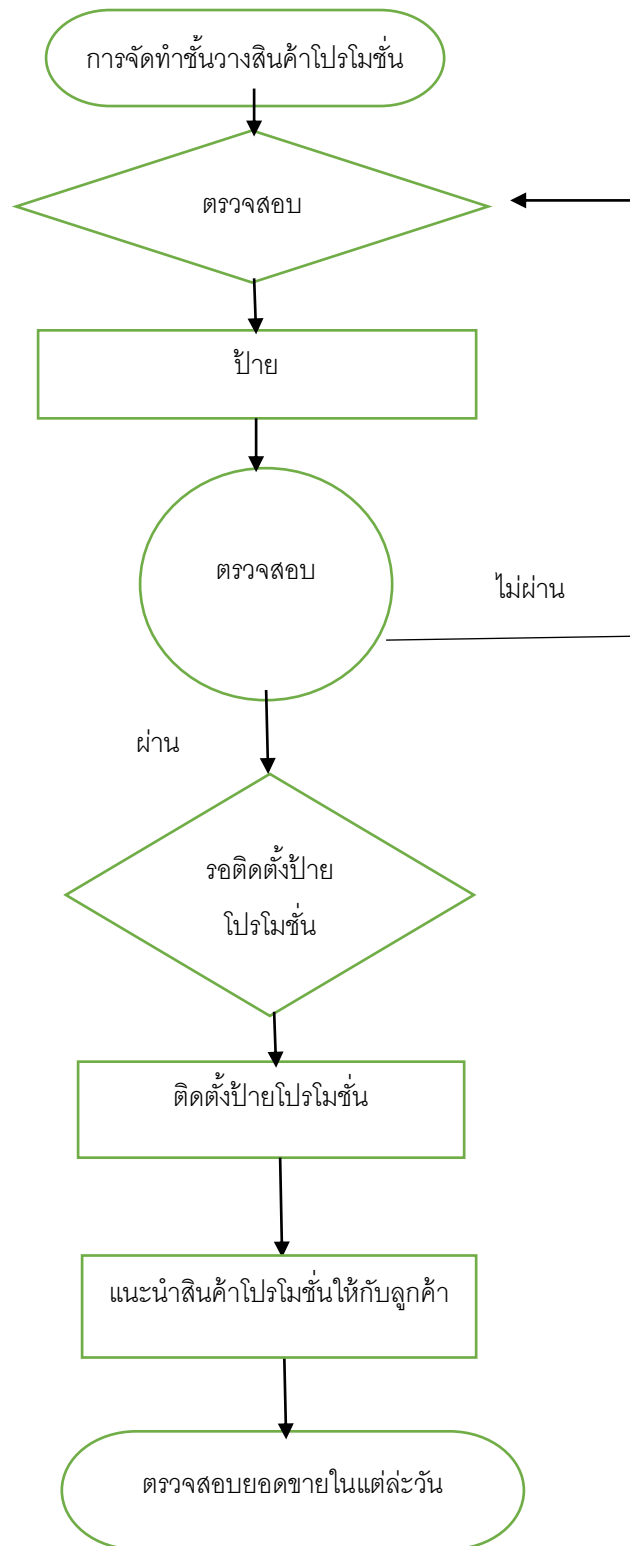 การจัดทำชั้นวางสินค้าโปรโมชั่น
ตรวจสอบ
ป้าย
ตรวจสอบ
ไม่ผ่าน
ผ่าน
รอติดตั้งป้าย
โปรโมชั่น
ติดตั้งป้ายโปรโมชั่น
แนะนำสินค้าโปรโมชั่นให้กับลูกค้า
ตรวจสอบยอดขายในแต่ล่ะวัน